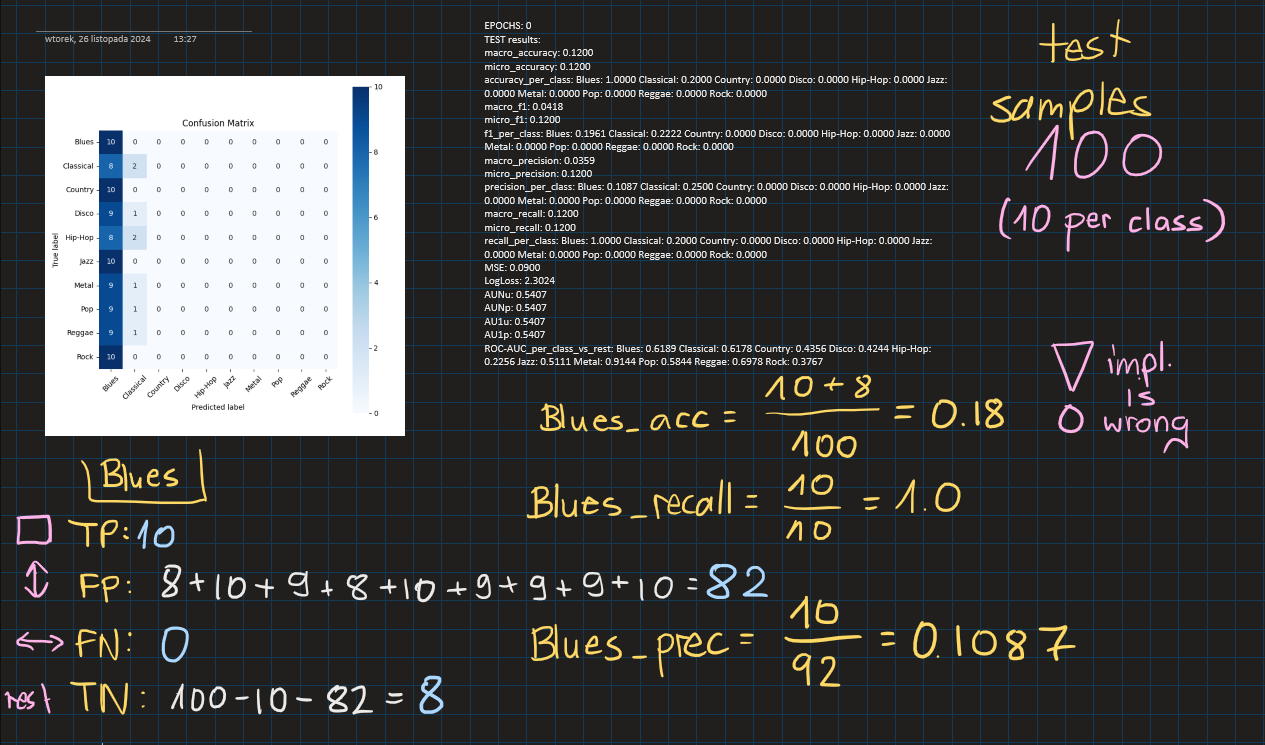 wtorek, 26 listopada 2024 13:27
Confusion Matrix
True label
Blues 10 0 0 0 0 0 0 0 0 0
Classical 8 2 0 0 0 0 0 0 0 0
Country 10 0 0 0 0 0 0 0 0 0
Disco 9 1 0 0 0 0 0 0 0 0
Hip-Hop 8 2 0 0 0 0 0 0 0 0
Jazz 10 0 0 0 0 0 0 0 0 0
Metal 9 1 0 0 0 0 0 0 0 0
Pop 9 1 0 0 0 0 0 0 0 0
Reggae 9 1 0 0 0 0 0 0 0 0
Rock 10 0 0 0 0 0 0 0 0 0
Blues Classical Country Disco Hip-Hop Jazz Metal Pop Reggae Rock
Predicted label
10
8
6
4
2
0
EPOCHS: 0
TEST results:
macro_accuracy: 0.1200
micro_accuracy: 0.1200
accuracy_per_class: Blues: 1.0000 Classical: 0.2000 Country: 0.0000 Disco: 0.0000 Hip-Hop: 0.0000 Jazz:
0.0000 Metal: 0.0000 Pop: 0.0000 Reggae: 0.0000 Rock: 0.0000
macro_f1: 0.0418
micro_f1: 0.1200
f1_per_class: Blues: 0.1961 Classical: 0.2222 Country: 0.0000 Disco: 0.0000 Hip-Hop: 0.0000 Jazz: 0.0000
Metal: 0.0000 Pop: 0.0000 Reggae: 0.0000 Rock: 0.0000
macro_precision: 0.0359
micro_precision: 0.1200
precision_per_class: Blues: 0.1087 Classical: 0.2500 Country: 0.0000 Disco: 0.0000 Hip-Hop: 0.0000 Jazz:
0.0000 Metal: 0.0000 Pop: 0.0000 Reggae: 0.0000 Rock: 0.0000
macro_recall: 0.1200
micro_recall: 0.1200
recall_per_class: Blues: 1.0000 Classical: 0.2000 Country: 0.0000 Disco: 0.0000 Hip-Hop: 0.0000 Jazz:
0.0000 Metal: 0.0000 Pop: 0.0000 Reggae: 0.0000 Rock: 0.0000
MSE: 0.0900
LogLoss: 2.3024
AUNu: 0.5407
AUNp: 0.5407
AU1u: 0.5407
AU1p: 0.5407
ROC-AUC_per_class_vs_rest: Blues: 0.6189 Classical: 0.6178 Country: 0.4356 Disco: 0.4244 Hip-Hop:
0.2256 Jazz: 0.5111 Metal: 0.9144 Pop: 0.5844 Reggae: 0.6978 Rock: 0.3767
test
samples
100
(10 per class)
impl.
is
wrong
Blues
TP: 10
FP: 8+10+9+8+10+9+9+9+10 = 82
FN: 0
rest TN: 100-10-82 = 8
Blues_acc = 10+8 / 100 = 0.18
Blues_recall = 10 / 10 = 1.0
Blues_prec = 10 / 92 = 0.1087